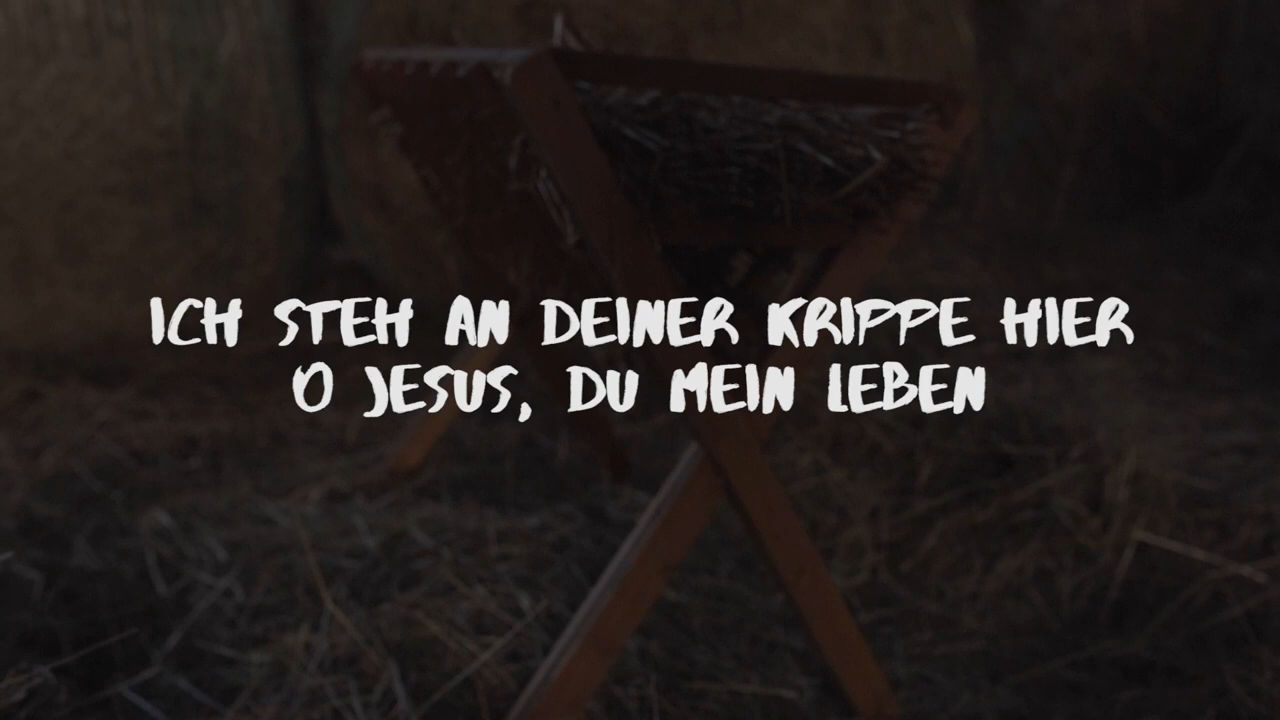 ICH STEH AN DEINER KRIPPE HIER
O JESUS, DU MEIN LEBEN